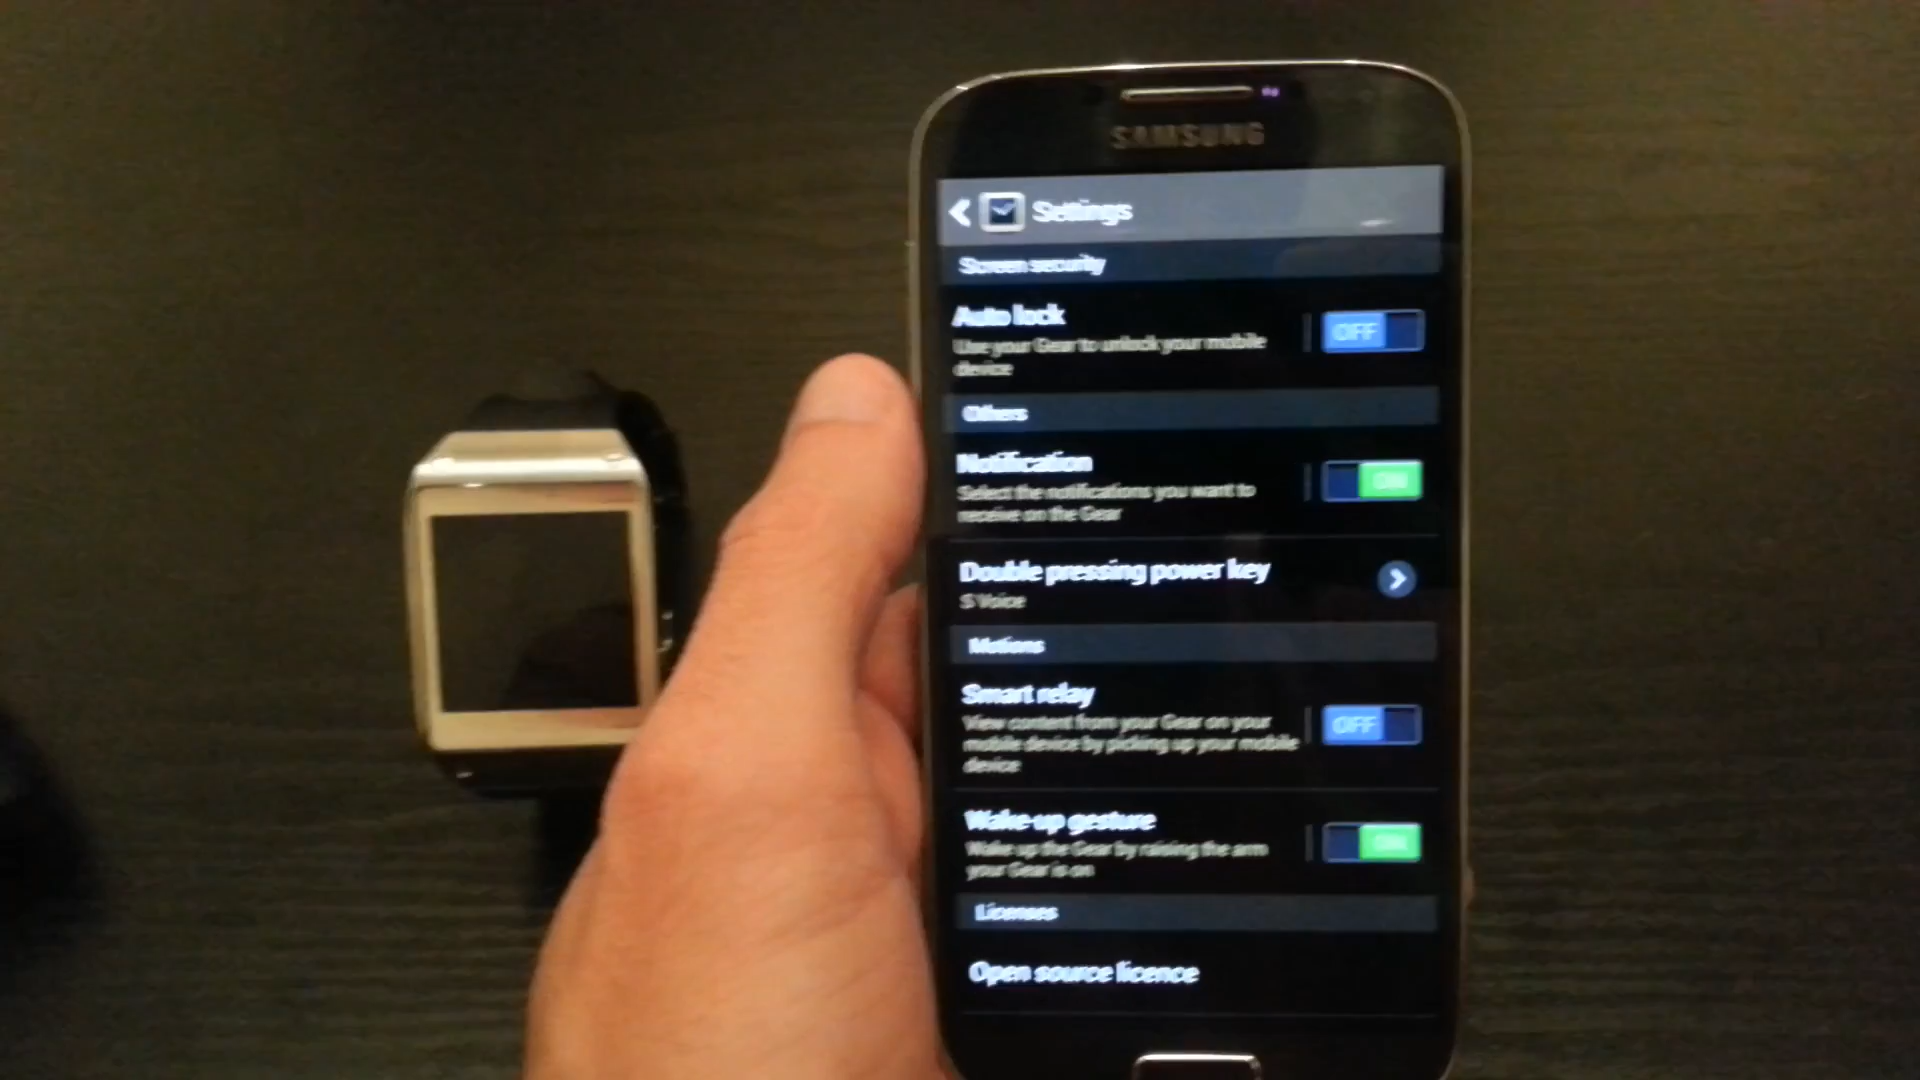 SAMSUNG
Settings
Screen security
Auto lock
OFF
Use your Gear to unlock your mobile
device
Others
Notification
ON
Select the notifications you want to
receive on the Gear
Double pressing power key
S Voice
Motions
Smart relay
OFF
View content from your Gear on your
mobile device by picking up your mobile
device
Wake-up gesture
ON
Wake up the Gear by raising the arm
your Gear is on
Licenses
Open source licence